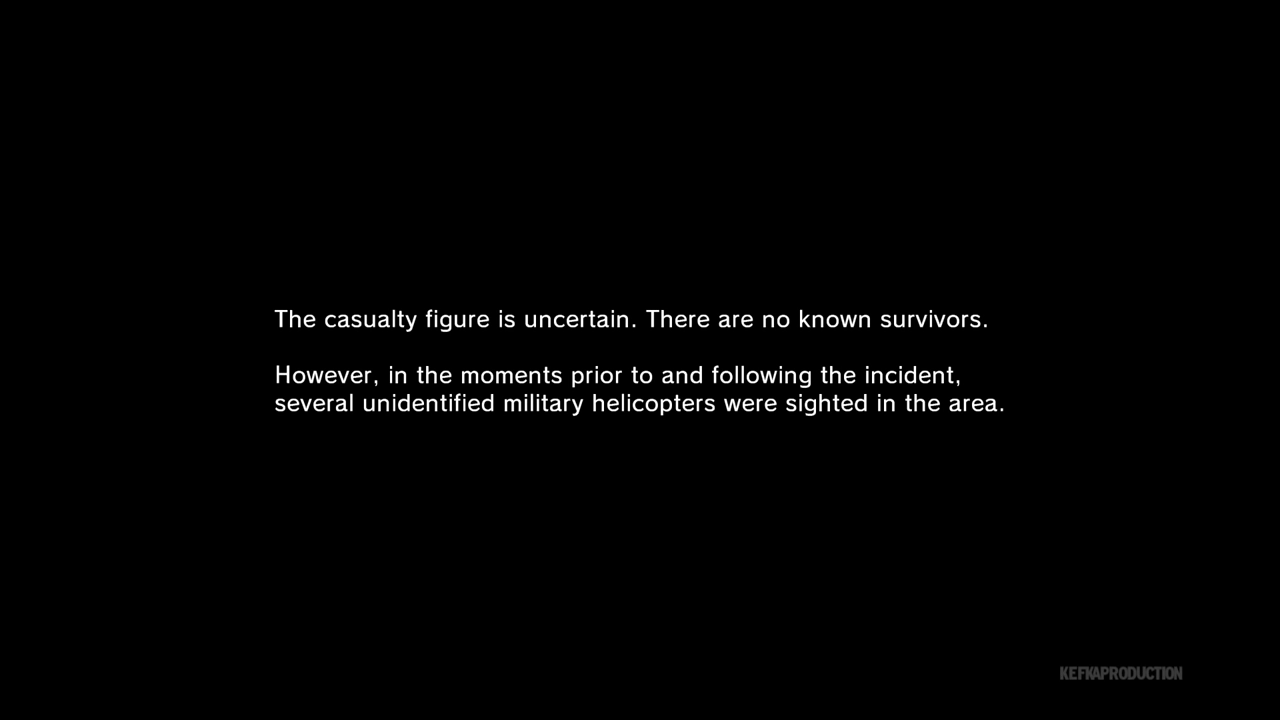 The casualty figure is uncertain. There are no known survivors.
However, in the moments prior to and following the incident,
several unidentified military helicopters were sighted in the area.
KEFKAPRODUCTION